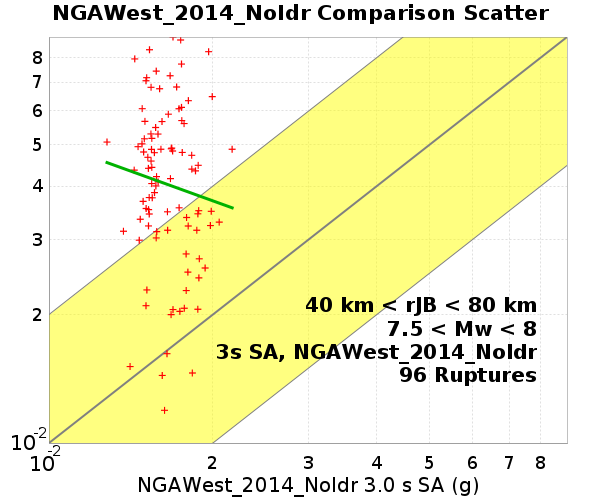 NGAWest_2014_NoIdr Comparison Scatter
8
7
6
5
4
3
2
10-2
10-2
2
3
4
5
6
7
8
40 km < rJB < 80 km
7.5 < Mw < 8
3s SA, NGAWest_2014_NoIdr
96 Ruptures
NGAWest_2014_NoIdr 3.0 s SA (g)